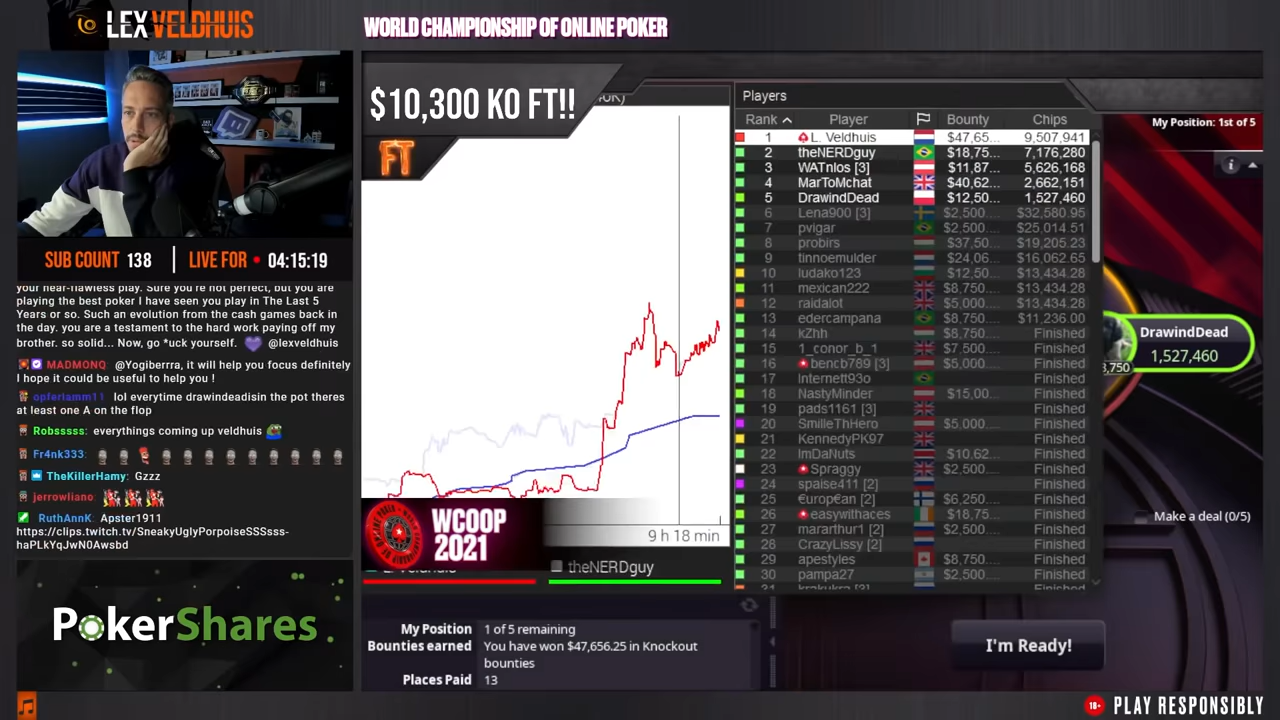 LEX VELDHUIS
WORLD CHAMPIONSHIP OF ONLINE POKER
$10,300 KO FT!!
FT
SUB COUNT 138 | LIVE FOR • 04:15:19
your near-flawless play. Sure you're not perfect, but you are
playing the best poker I have seen you play in The Last 5
Years or so. Such an evolution from the cash games back in
the day. you are a testament to the hard work paying off my
brother. so solid... Now, go *uck yourself. @lexveldhuis
MADMONQ @Yogiberrra, it will help you focus definitely
I hope it could be useful to help you !
opferlamm11 lol everytime drawindeadisin the pot theres
at least one A on the flop
Robsssss: everythings coming up veldhuis
Fr4nk333:
TheKillerHamy: Gzzz
jerrowliano:
RuthAnnK: Apster1911
https://clips.twitch.tv/SneakyUglyPorpoiseSSSsss-
haPLkYqJwN0Awsbd
PokerShares.
WCOOP
2021
9 h 18 min
theNERDguy
My Position 1 of 5 remaining
Bounties earned You have won $47,656.25 in Knockout
bounties
Places Paid 13
Players
Rank Player Bounty Chips
1 L. Veldhuis $47,65... 9,507,941
2 theNERDguy $18,75... 7,176,280
3 WATnlos [3] $11,87... 5,626,168
4 MarToMchat $40,62... 2,662,151
5 DrawindDead $12,50... 1,527,460
6 Lena900 [3] $2,500.... $32,580.95
7 pvigar $2,500.... $25,014.51
8 probirs $37,50... $19,205.23
9 tinnoemulder $24,06... $16,062.65
10 ludako123 $12,50... $13,434.28
11 mexican222 $8,750.... $13,434.28
12 raidalot $5,000.... $13,434.28
13 edercampana $8,750.... $11,236.00
14 kZhh $8,750.... Finished
15 1_conor_b_1 $7,500.... Finished
16 bencb789 [3] $5,000.... Finished
17 Internett93o Finished
18 NastyMinder $15,00... Finished
19 pads1161 [3] Finished
20 SmilleThHero $5,000.... Finished
21 KennedyPK97 Finished
22 ImDaNuts $10.62... Finished
23 Spraggy $2,500.... Finished
24 spaise411 [2] Finished
25 €urop€an [2] $6,250.... Finished
26 easywithaces $18,75... Finished
27 mararthur1 [2] Finished
28 CrazyLissy [2] Finished
29 apestyles $8,750.... Finished
30 pampa27 $2,500.... Finished
My Position: 1st of 5
DrawindDead
1,527,460
Make a deal (0/5)
I'm Ready!
18+ PLAY RESPONSIBLY